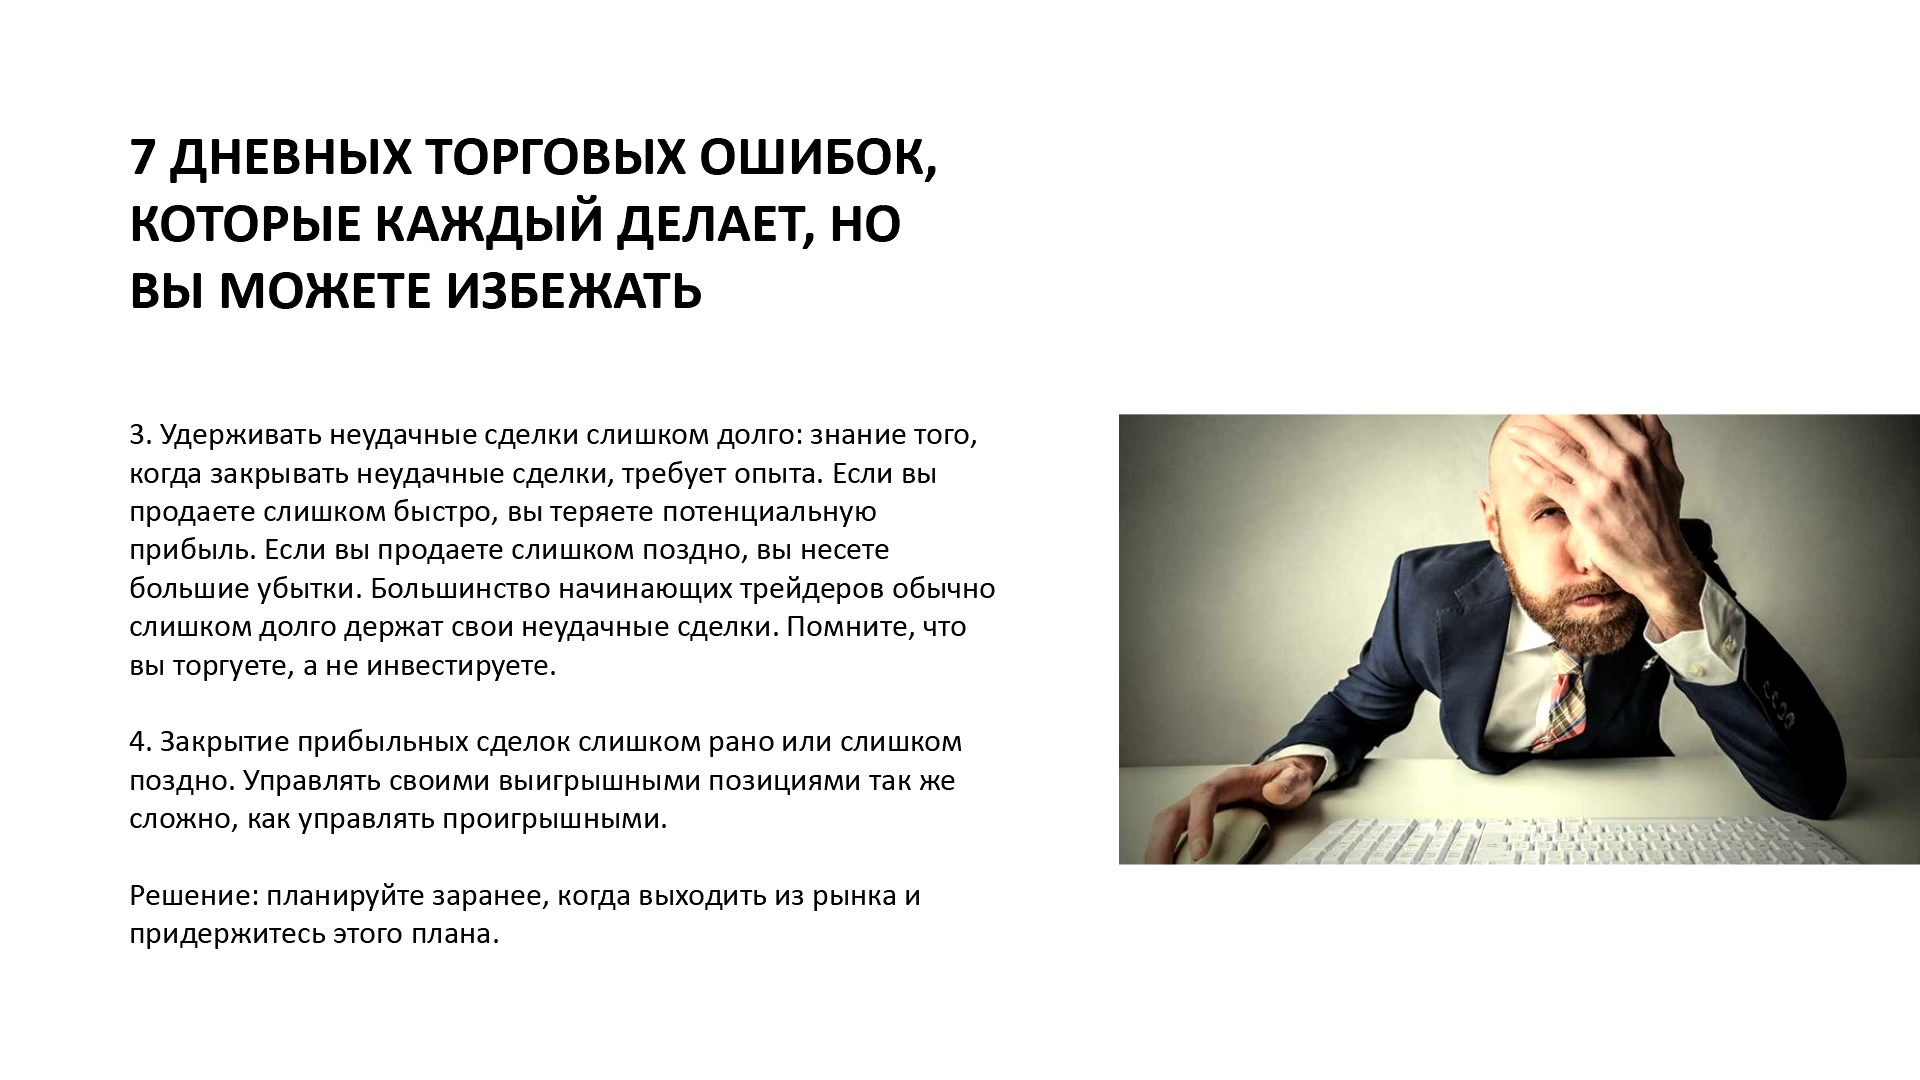 7 ДНЕВНЫХ ТОРГОВЫХ ОШИБОК,
КОТОРЫЕ КАЖДЫЙ ДЕЛАЕТ, НО
ВЫ МОЖЕТЕ ИЗБЕЖАТЬ
3. Удерживать неудачные сделки слишком долго: знание того,
когда закрывать неудачные сделки, требует опыта. Если вы
продаете слишком быстро, вы теряете потенциальную
прибыль. Если вы продаете слишком поздно, вы несете
большие убытки. Большинство начинающих трейдеров обычно
слишком долго держат свои неудачные сделки. Помните, что
вы торгуете, а не инвестируете.
4. Закрытие прибыльных сделок слишком рано или слишком
поздно. Управлять своими выигрышными позициями так же
сложно, как управлять проигрышными.
Решение: планируйте заранее, когда выходить из рынка и
придержитесь этого плана.